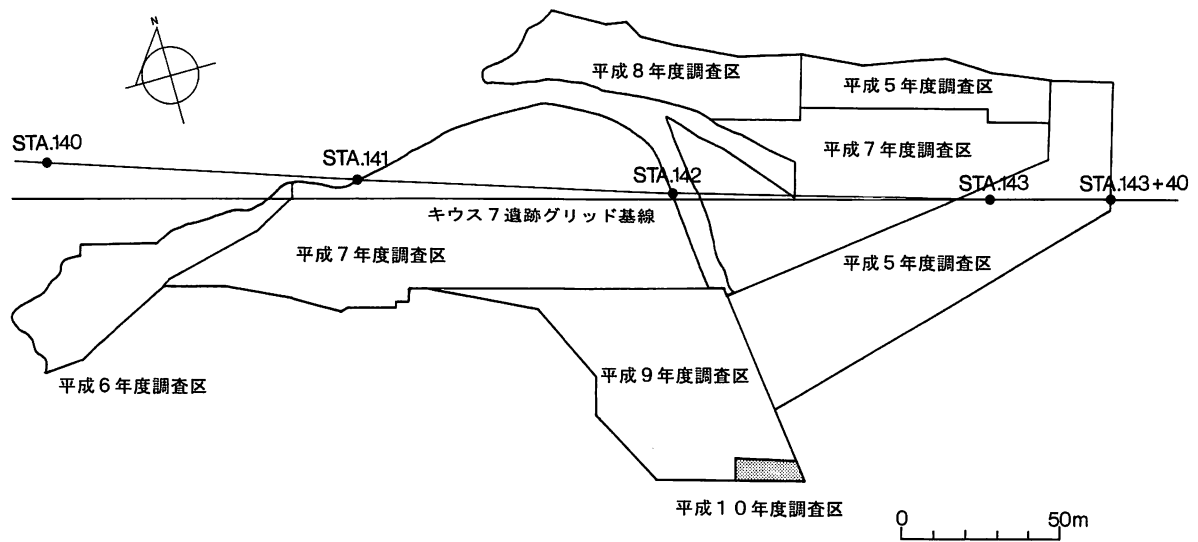 N
平成８年度調査区
平成５年度調査区
STA.140
STA.141
平成７年度調査区
STA.142
STA.143
STA.143+40
キウス７遺跡グリッド基線
平成７年度調査区
平成５年度調査区
平成６年度調査区
平成９年度調査区
平成１０年度調査区
0 50m